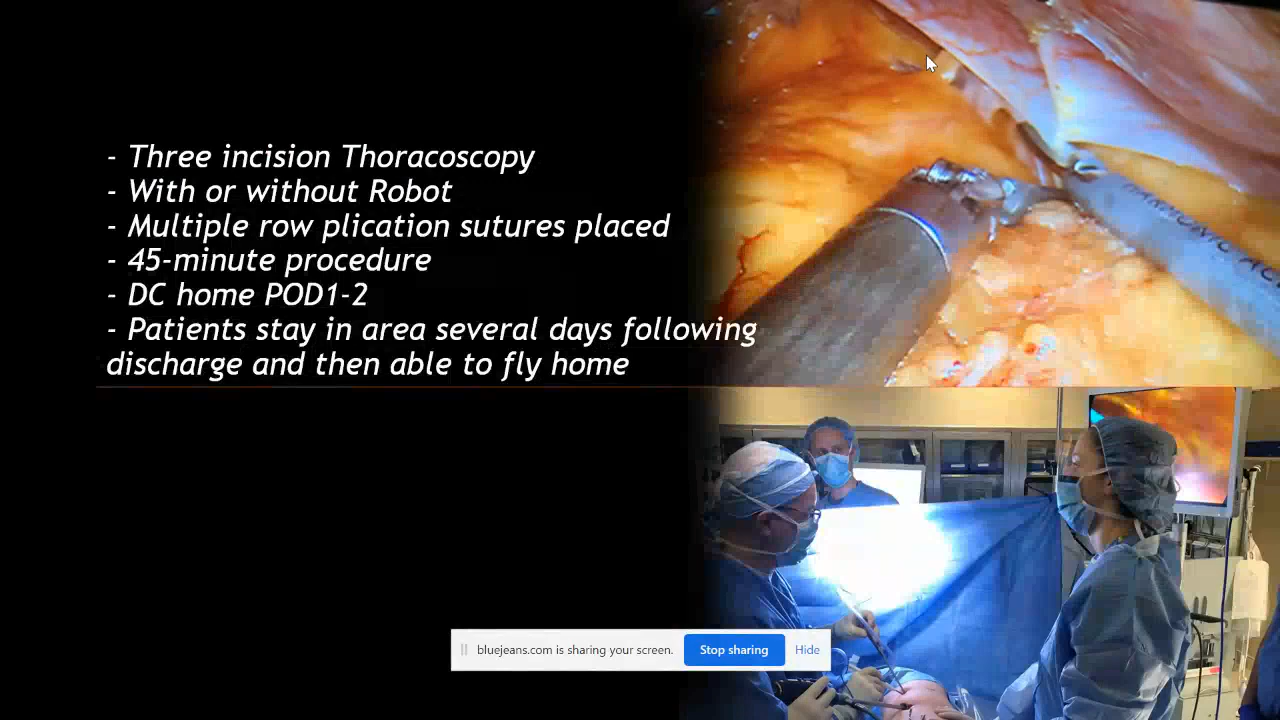 - Three incision Thoracoscopy
- With or without Robot
- Multiple row plication sutures placed
- 45-minute procedure
- DC home POD1-2
- Patients stay in area several days following
discharge and then able to fly home
bluejeans.com is sharing your screen.
Stop sharing
Hide